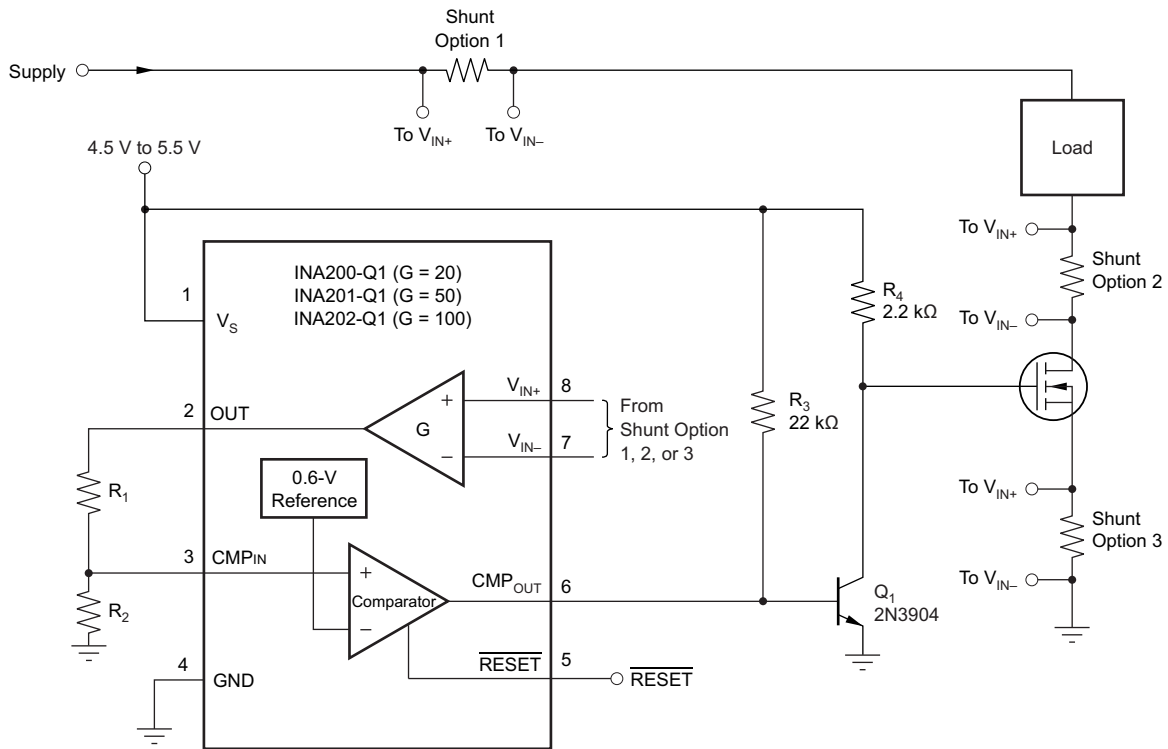 Shunt
Option 1
Supply
To V_IN+
To V_IN–
4.5 V to 5.5 V
Load
INA200-Q1 (G = 20)
INA201-Q1 (G = 50)
INA202-Q1 (G = 100)
1
V_S
R_4
2.2 kΩ
To V_IN+
Shunt
Option 2
To V_IN–
2
OUT
G
+
–
V_IN+
8
V_IN–
7
From
Shunt Option
1, 2, or 3
R_3
22 kΩ
R_1
0.6-V
Reference
3
CMPIN
+
–
Comparator
CMP_OUT
6
Q_1
2N3904
To V_IN+
Shunt
Option 3
To V_IN–
R_2
4
GND
RESET
5
RESET